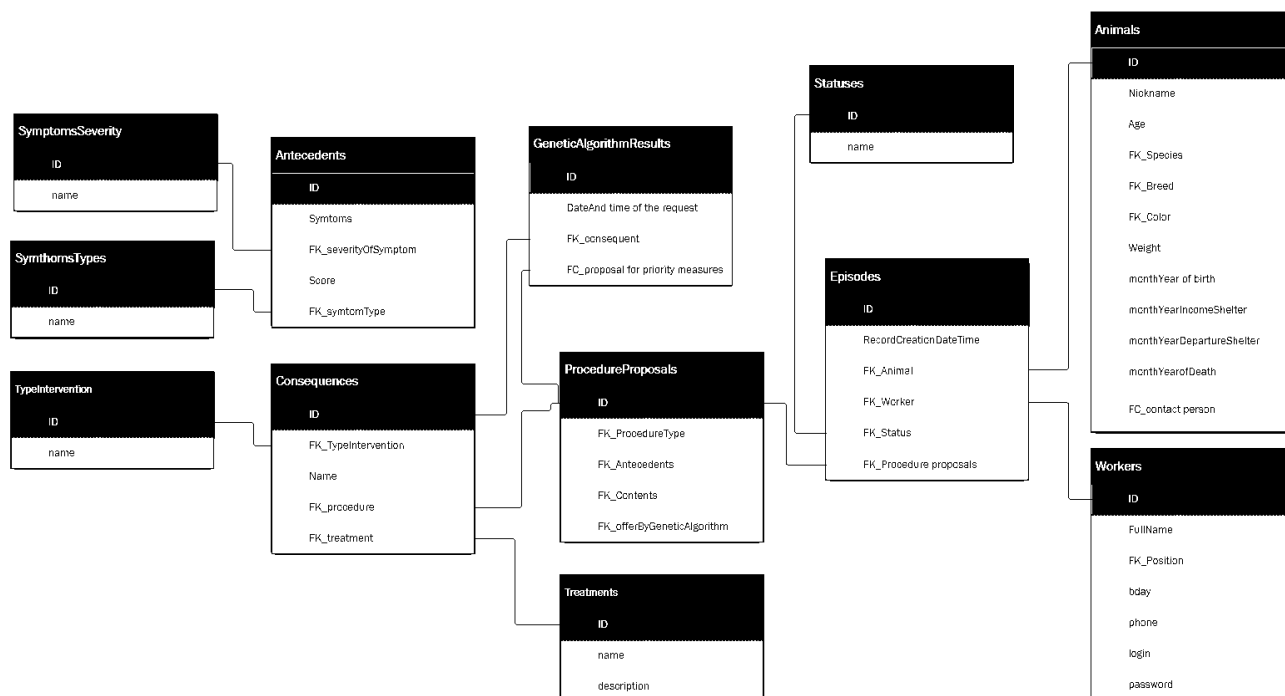 SymptomsSeverity
ID
name
SymthomsTypes
ID
name
TypeIntervention
ID
name
Antecedents
ID
Symtoms
FK_severityOfSymptom
Score
FK_symtomType
Consequences
ID
FK_TypeIntervention
Name
FK_procedure
FK_treatment
GeneticAlgorithmResults
ID
DateAnd time of the request
FK_consequent
FC_proposal for priority measures
ProcedureProposals
ID
FK_ProcedureType
FK_Antecedents
FK_Contents
FK_offerByGeneticAlgorithm
Treatments
ID
name
description
Statuses
ID
name
Episodes
ID
RecordCreationDateTime
FK_Animal
FK_Worker
FK_Status
FK_Procedure proposals
Animals
ID
Nickname
Age
FK_Species
FK_Breed
FK_Color
Weight
monthYear of birth
monthYearIncomeShelter
monthYearDepartureShelter
monthYearofDeath
FC_contact person
Workers
ID
FullName
FK_Position
bday
phone
login
password